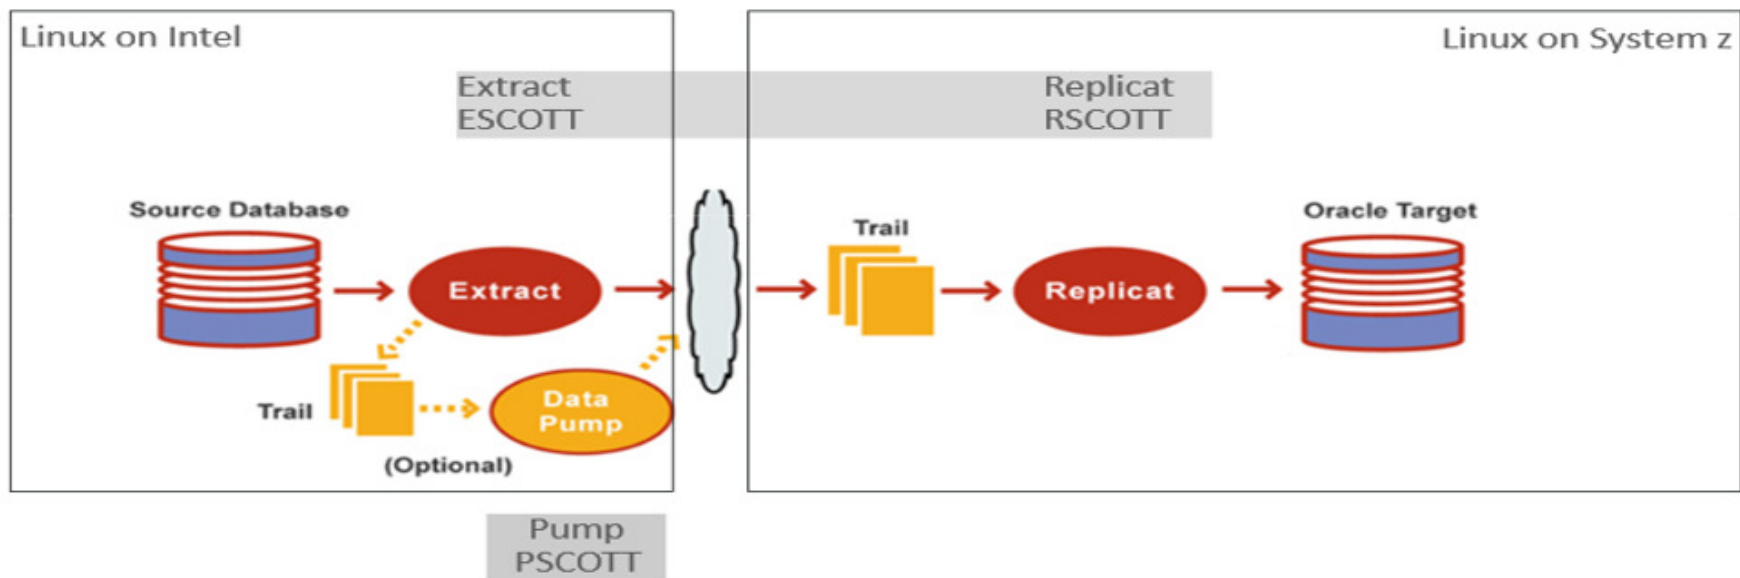 Linux on Intel
Linux on System z
Extract
ESCOTT
Replicat
RSCOTT
Source Database
Extract
Trail
Replicat
Oracle Target
Trail
Data
Pump
(Optional)
Pump
PSCOTT